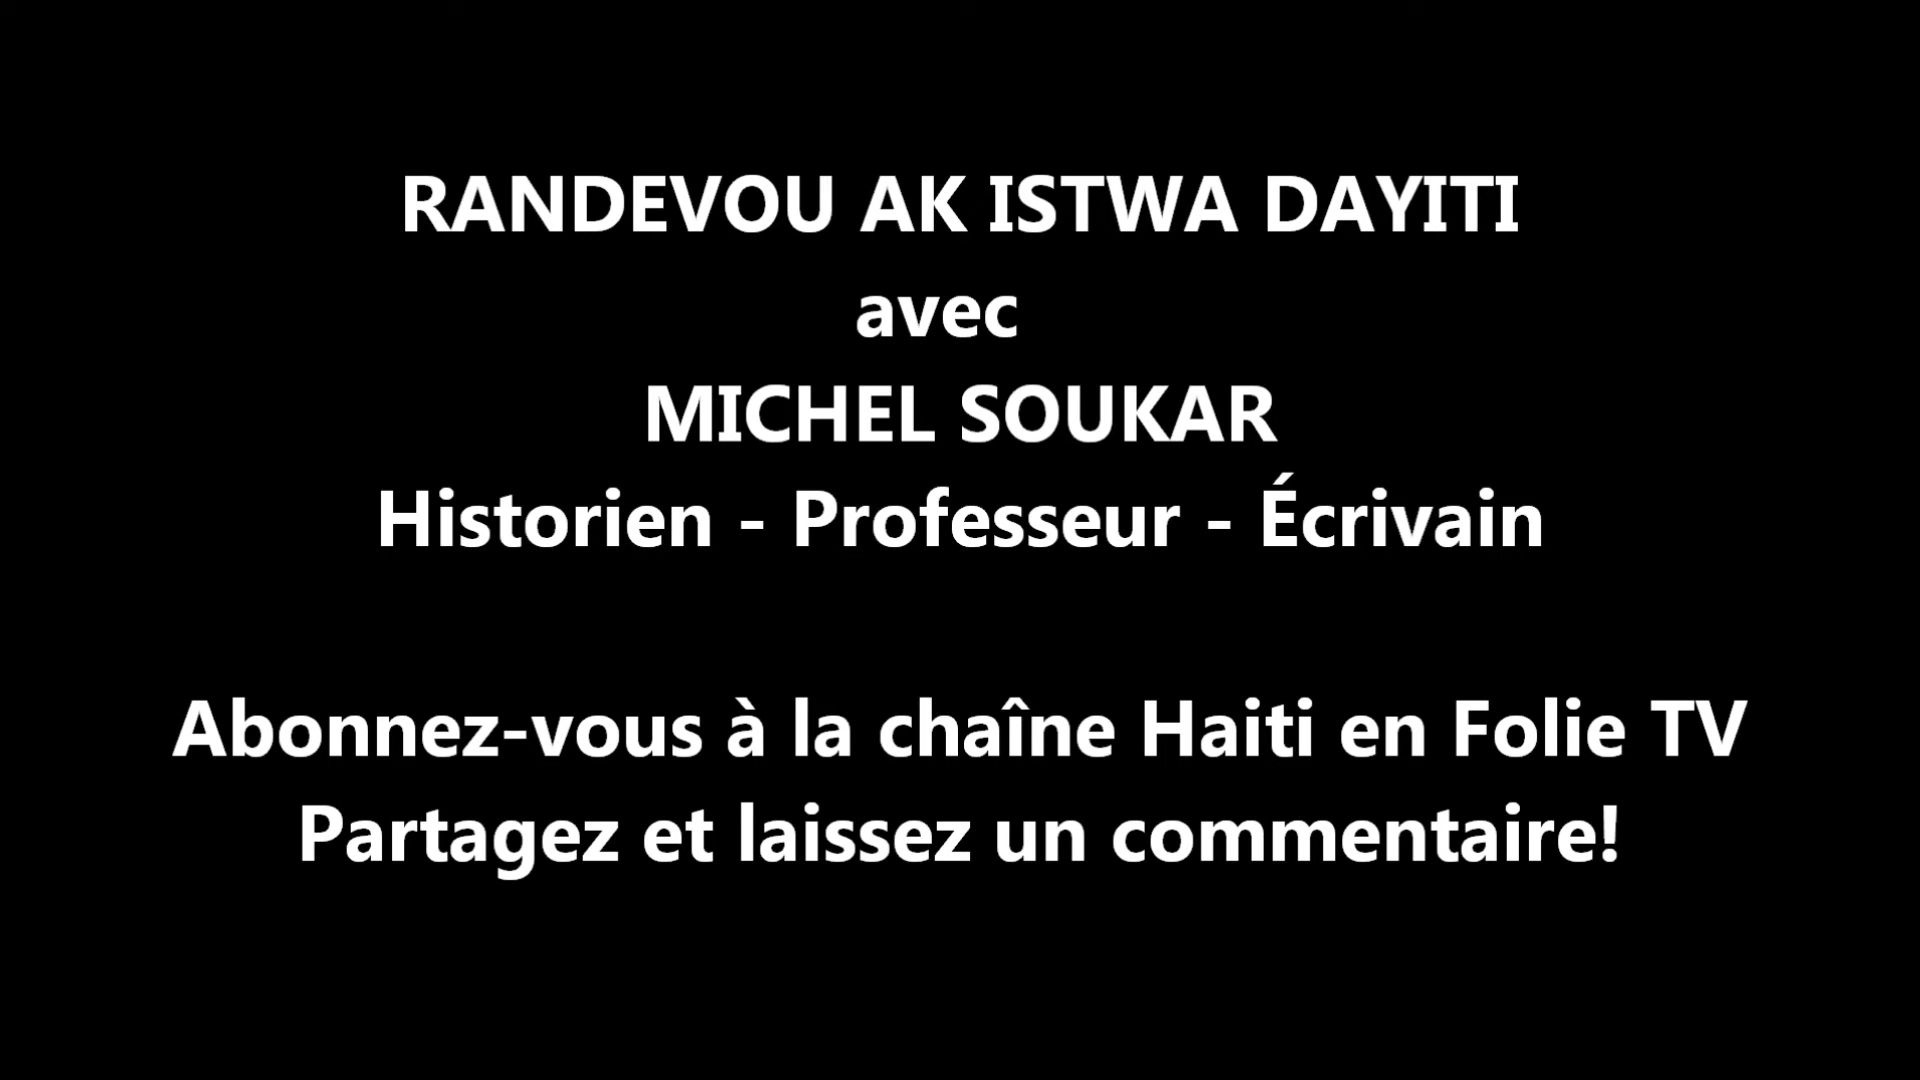 RANDEVOU AK ISTWA DAYITI
avec
MICHEL SOUKAR
Historien - Professeur - Écrivain
Abonnez-vous à la chaîne Haiti en Folie TV
Partagez et laissez un commentaire!